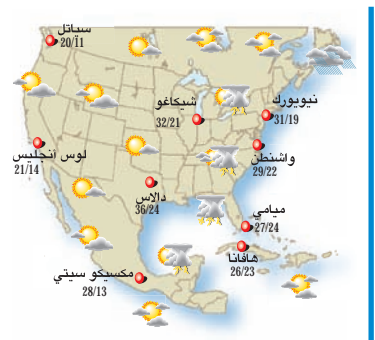 سياتل
20/11
شيكاغو
32/21
نيويورك
31/19
لوس أنجليس
21/14
واشنطن
29/22
دالاس
36/24
ميامي
27/24
هافانا
26/23
مكسيكو سيتي
28/13